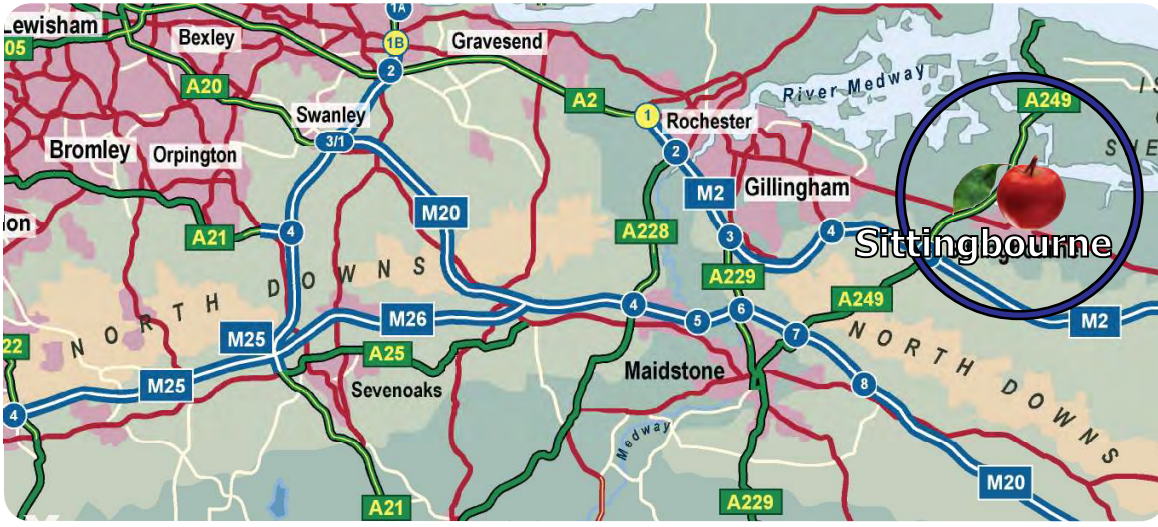 1A
Lewisham
05
Bexley
1B
Gravesend
2
A20
A2
1
Rochester
River Medway
A249
Swanley
3/1
2
Bromley
Orpington
M20
M2
Gillingham
A21
4
A228
3
4
Sittingbourne
A229
A249
NORTH DOWNS
M25
M26
4
5
6
7
M2
22
A25
M25
Sevenoaks
Maidstone
8
NORTH DOWNS
4
Medway
A21
A229
M20